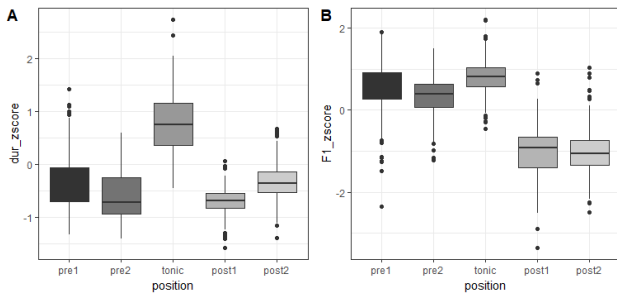 A
dur_zscore
2
1
0
-1
pre1 pre2 tonic post1 post2
position
B
F1_zscore
2
0
-2
pre1 pre2 tonic post1 post2
position